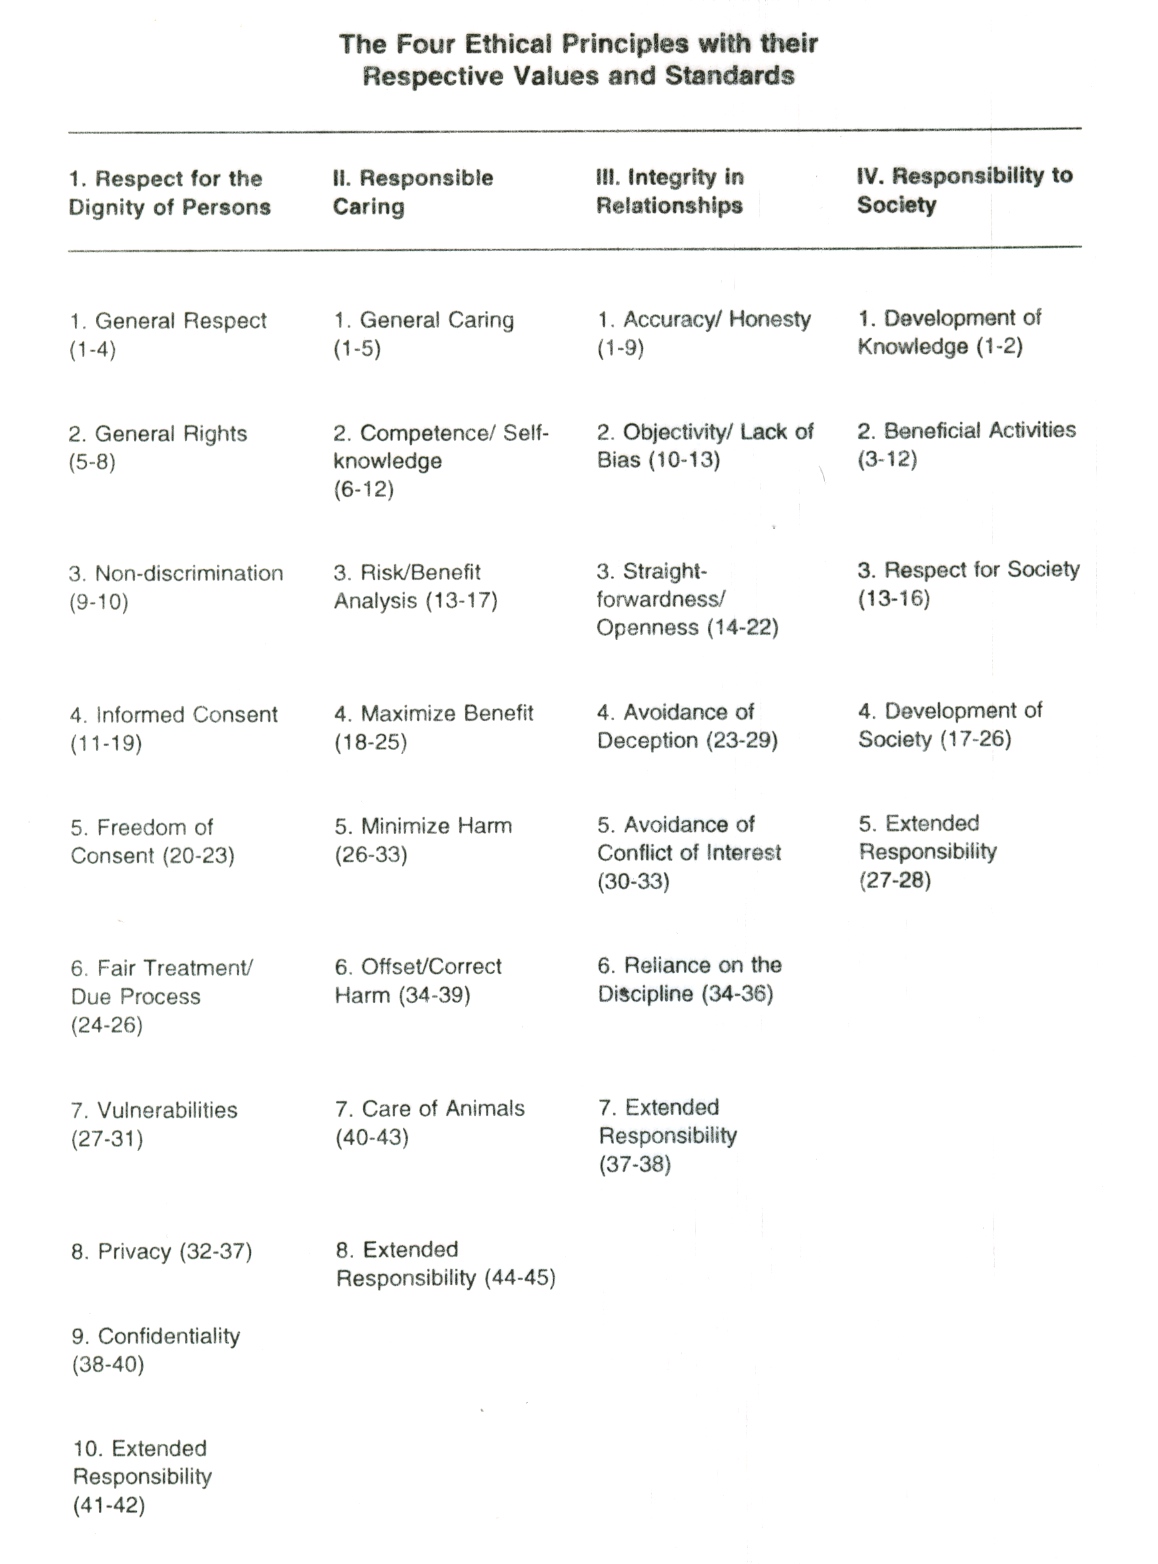 The Four Ethical Principles with their
Respective Values and Standards
1. Respect for the
Dignity of Persons
II. Responsible
Caring
III. Integrity in
Relationships
IV. Responsibility to
Society
1. General Respect
(1-4)
2. General Rights
(5-8)
3. Non-discrimination
(9-10)
4. Informed Consent
(11-19)
5. Freedom of
Consent (20-23)
6. Fair Treatment/
Due Process
(24-26)
7. Vulnerabilities
(27-31)
8. Privacy (32-37)
9. Confidentiality
(38-40)
10. Extended
Responsibility
(41-42)
1. General Caring
(1-5)
2. Competence/ Self-
knowledge
(6-12)
3. Risk/Benefit
Analysis (13-17)
4. Maximize Benefit
(18-25)
5. Minimize Harm
(26-33)
6. Offset/Correct
Harm (34-39)
7. Care of Animals
(40-43)
8. Extended
Responsibility (44-45)
1. Accuracy/ Honesty
(1-9)
2. Objectivity/ Lack of
Bias (10-13)
3. Straight-
forwardness/
Openness (14-22)
4. Avoidance of
Deception (23-29)
5. Avoidance of
Conflict of Interest
(30-33)
6. Reliance on the
Discipline (34-36)
7. Extended
Responsibility
(37-38)
1. Development of
Knowledge (1-2)
2. Beneficial Activities
(3-12)
3. Respect for Society
(13-16)
4. Development of
Society (17-26)
5. Extended
Responsibility
(27-28)